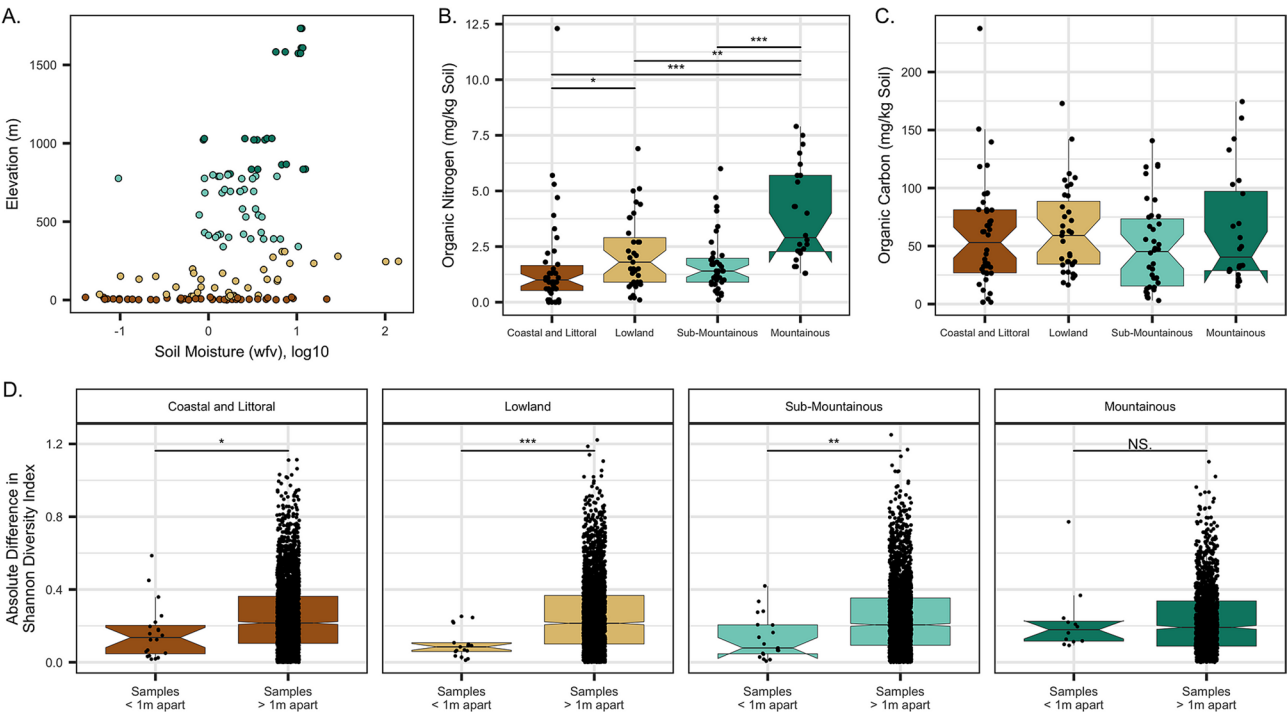 A.
Elevation (m)
1500
1000
500
0
-1
0
1
2
Soil Moisture (wfv), log10
B.
Organic Nitrogen (mg/kg Soil)
12.5
10.0
7.5
5.0
2.5
0.0
***
**
***
*
Coastal and Littoral
Lowland
Sub-Mountainous
Mountainous
C.
Organic Carbon (mg/kg Soil)
200
150
100
50
0
Coastal and Littoral
Lowland
Sub-Mountainous
Mountainous
D.
Absolute Difference in
Shannon Diversity Index
1.2
0.8
0.4
0.0
Coastal and Littoral
*
Samples
< 1m apart
Samples
> 1m apart
Lowland
***
Samples
< 1m apart
Samples
> 1m apart
Sub-Mountainous
**
Samples
< 1m apart
Samples
> 1m apart
Mountainous
NS.
Samples
< 1m apart
Samples
> 1m apart